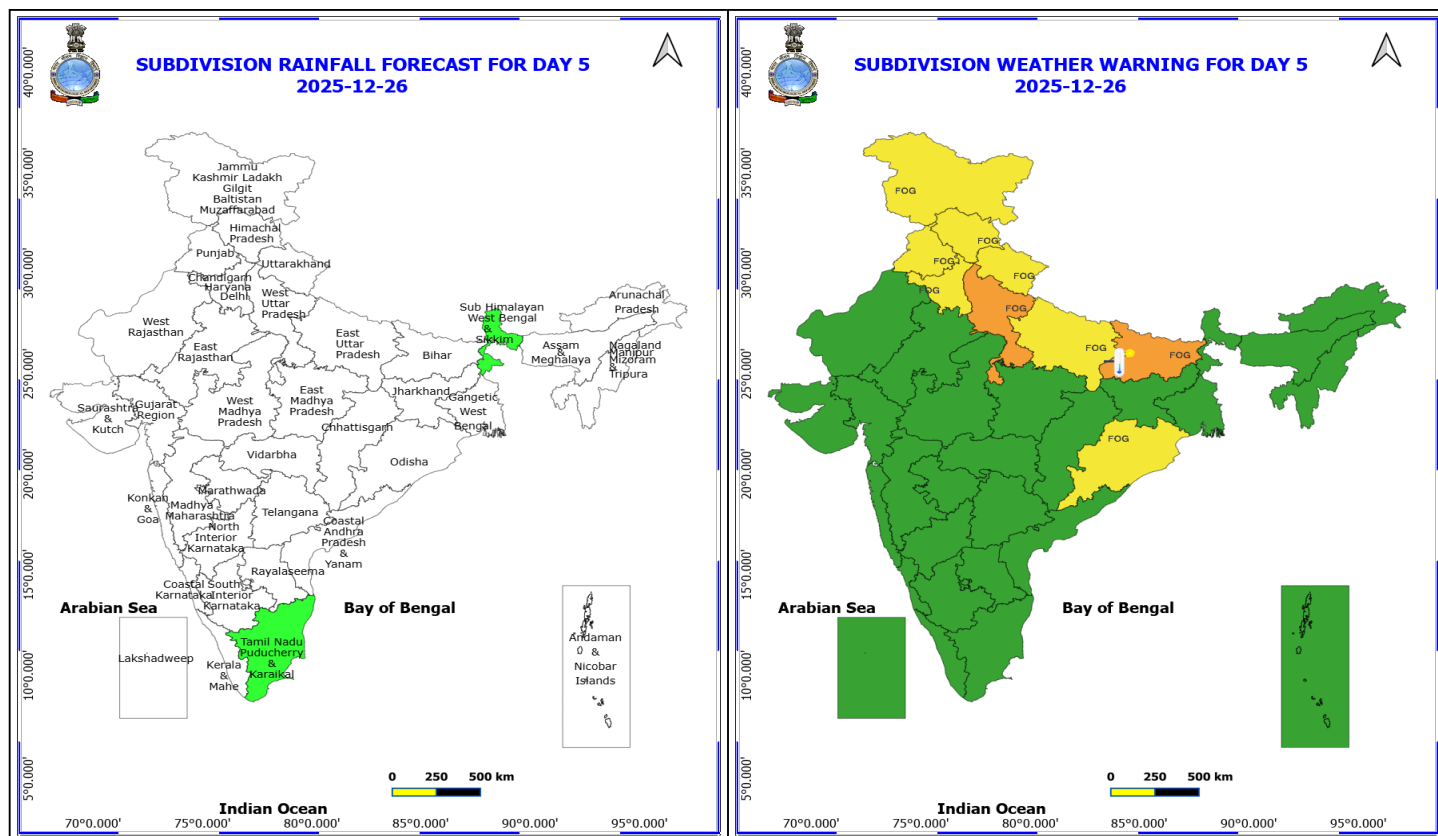 SUBDIVISION RAINFALL FORECAST FOR DAY 5
2025-12-26
40°0.000'
35°0.000'
30°0.000'
25°0.000'
20°0.000'
15°0.000'
10°0.000'
5°0.000'
Jammu
Kashmir Ladakh
Gilgit
Baltistan
Muzaffarabad
Himachal
Pradesh
Punjab
Uttarakhand
Chandigarh
Haryana
Delhi
West
Uttar
Pradesh
West
Rajasthan
East
Rajasthan
East
Uttar
Pradesh
Bihar
Sub Himalayan
West Bengal
&
Sikkim
Arunachal
Pradesh
Assam
&
Meghalaya
Nagaland
Manipur
Mizoram
&
Tripura
Saurashtra
&
Kutch
Gujarat
Region
West
Madhya
Pradesh
East
Madhya
Pradesh
Jharkhand
Gangetic
West
Bengal
Chhattisgarh
Vidarbha
Odisha
Konkan
&
Goa
Madhya
Maharashtra
Marathwada
Telangana
North
Interior
Karnataka
Coastal
Andhra
Pradesh
&
Yanam
Rayalaseema
Coastal
Karnataka
South
Interior
Karnataka
Arabian Sea
Bay of Bengal
Tamil Nadu
Puducherry
&
Karaikal
Kerala
&
Mahe
Lakshadweep
Andaman
&
Nicobar
Islands
0 250 500 km
Indian Ocean
70°0.000' 75°0.000' 80°0.000' 85°0.000' 90°0.000' 95°0.000'
SUBDIVISION WEATHER WARNING FOR DAY 5
2025-12-26
40°0.000'
35°0.000'
30°0.000'
25°0.000'
20°0.000'
15°0.000'
10°0.000'
5°0.000'
FOG
FOG
FOG
FOG
FOG
FOG
FOG
FOG
FOG
Arabian Sea
Bay of Bengal
0 250 500 km
Indian Ocean
70°0.000' 75°0.000' 80°0.000' 85°0.000' 90°0.000' 95°0.000'